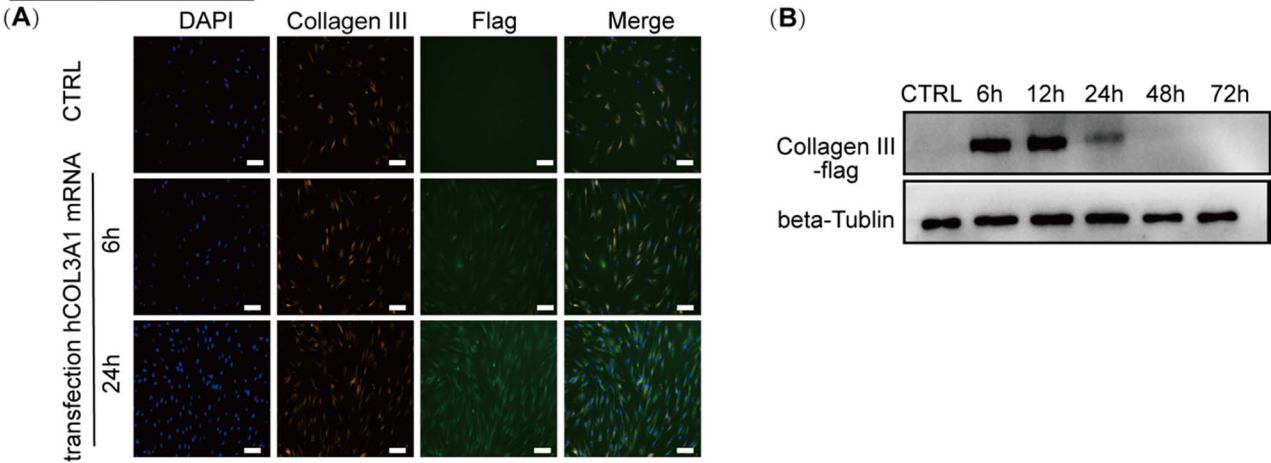 (A)
DAPI Collagen III Flag Merge
CTRL
transfection hCOL3A1 mRNA
6h
24h
(B)
CTRL 6h 12h 24h 48h 72h
Collagen III
-flag
beta-Tublin